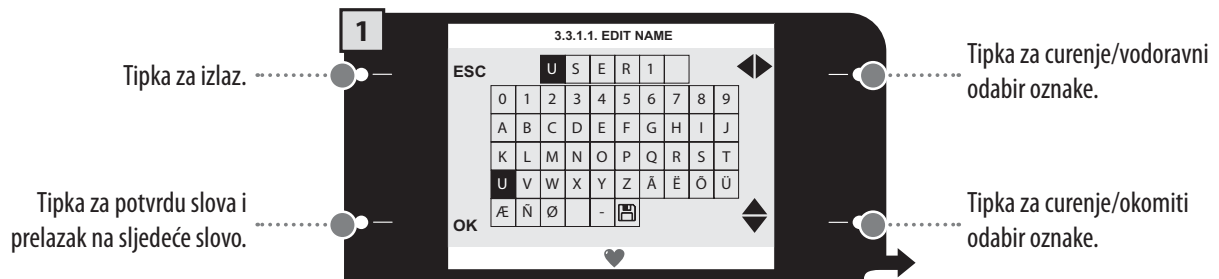 1
3.3.1.1. EDIT NAME
Tipka za izlaz.
ESC
U S E R 1
Tipka za curenje/vodoravni
odabir oznake.
0 1 2 3 4 5 6 7 8 9
A B C D E F G H I J
K L M N O P Q R S T
U V W X Y Z Ã Ë Õ Ü
Æ Ñ Ø -
Tipka za potvrdu slova i
prelazak na sljedeće slovo.
OK
Tipka za curenje/okomiti
odabir oznake.